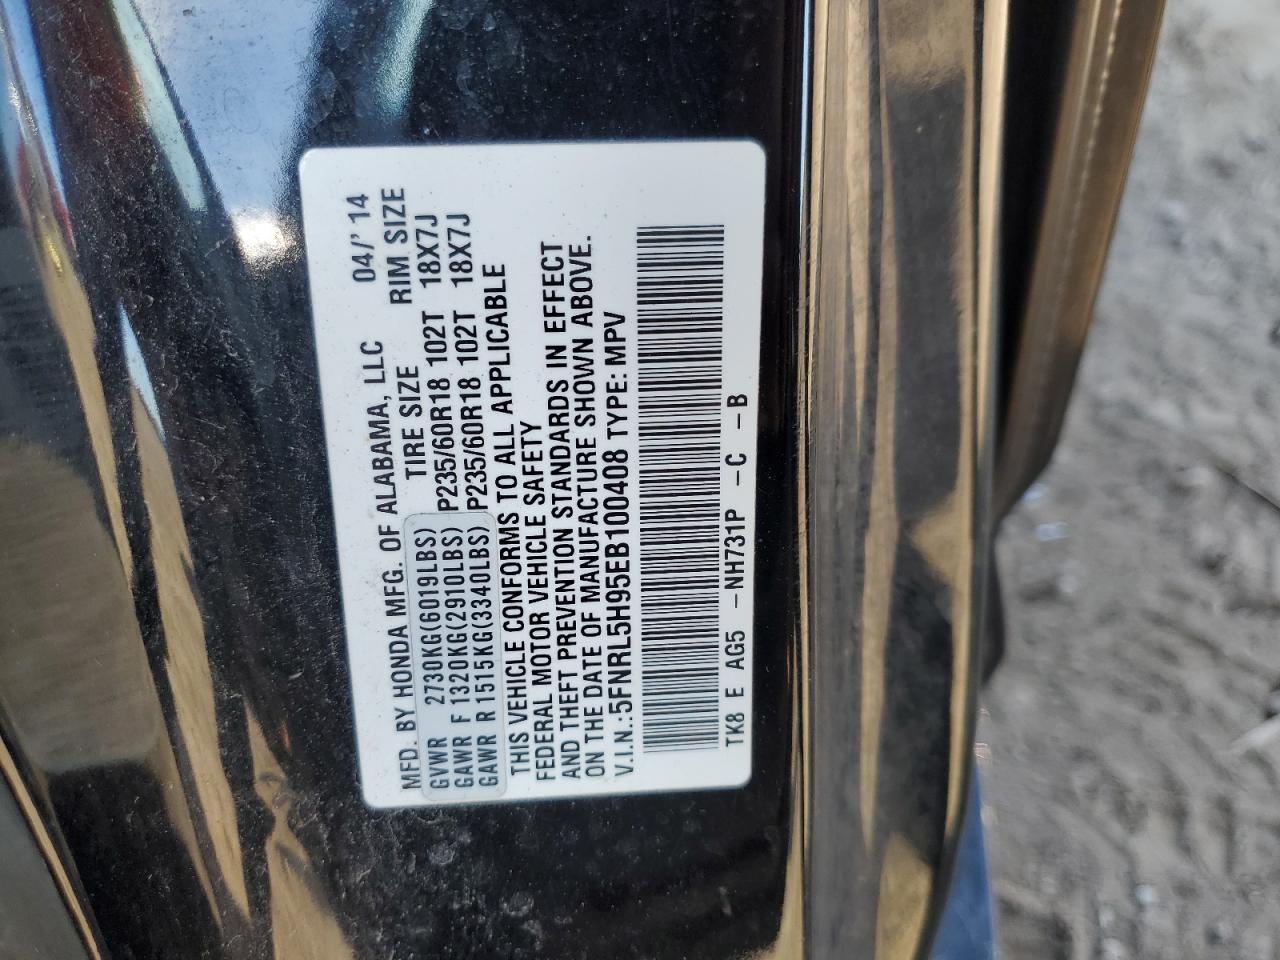 MFD. BY HONDA MFG. OF ALABAMA, LLC 04/'14
TIRE SIZE RIM SIZE
GVWR 2730KG(6019LBS)
GAWR F 1320KG(2910LBS) P235/60R18 102T 18X7J
GAWR R 1515KG(3340LBS) P235/60R18 102T 18X7J
THIS VEHICLE CONFORMS TO ALL APPLICABLE
FEDERAL MOTOR VEHICLE SAFETY
AND THEFT PREVENTION STANDARDS IN EFFECT
ON THE DATE OF MANUFACTURE SHOWN ABOVE.
V.I.N.:5FNRL5H95EB100408 TYPE: MPV
TK8 E AG5 -NH731P -C -B